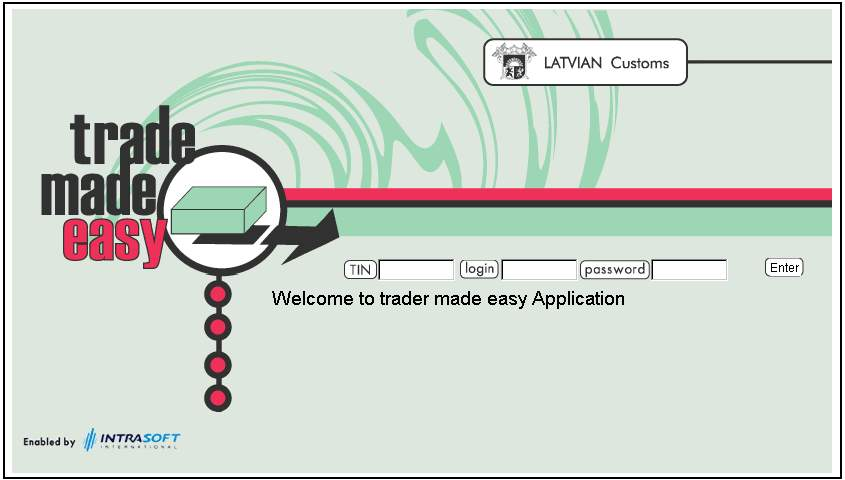 LATVIAN Customs
trade
made
easy
TIN login password Enter
Welcome to trader made easy Application
Enabled by INTRASOFT
INTERNATIONAL